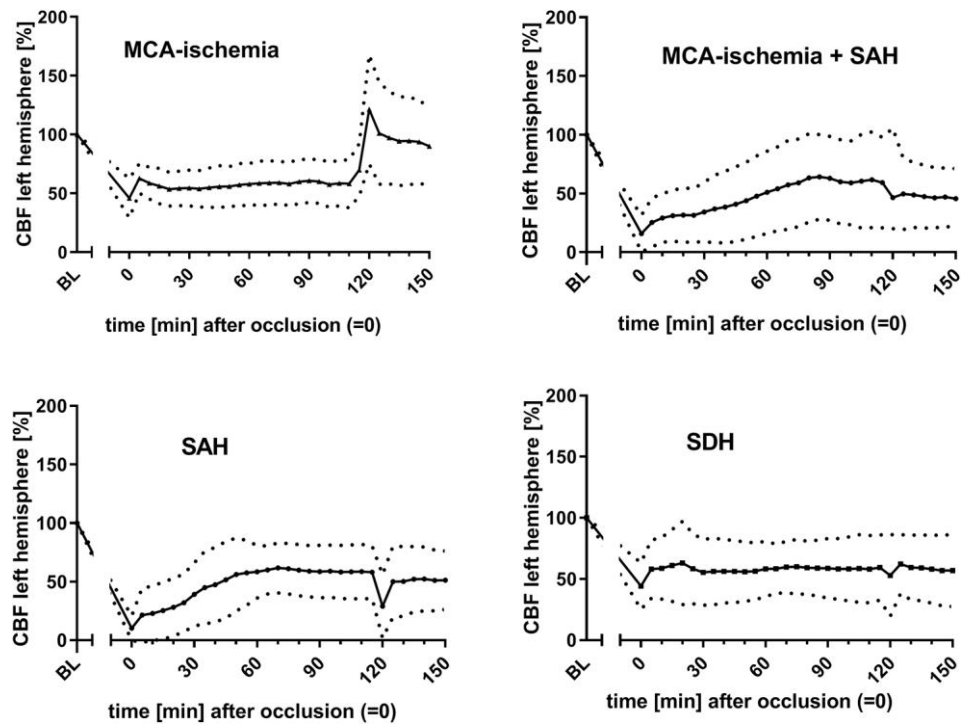 CBF left hemisphere [%]
200
150
100
50
0
MCA-ischemia
BL
0
30
60
90
120
150
time [min] after occlusion (=0)
CBF left hemisphere [%]
200
150
100
50
0
MCA-ischemia + SAH
BL
0
30
60
90
120
150
time [min] after occlusion (=0)
CBF left hemisphere [%]
200
150
100
50
0
SAH
BL
0
30
60
90
120
150
time [min] after occlusion (=0)
CBF left hemisphere [%]
200
150
100
50
0
SDH
BL
0
30
60
90
120
150
time [min] after occlusion (=0)